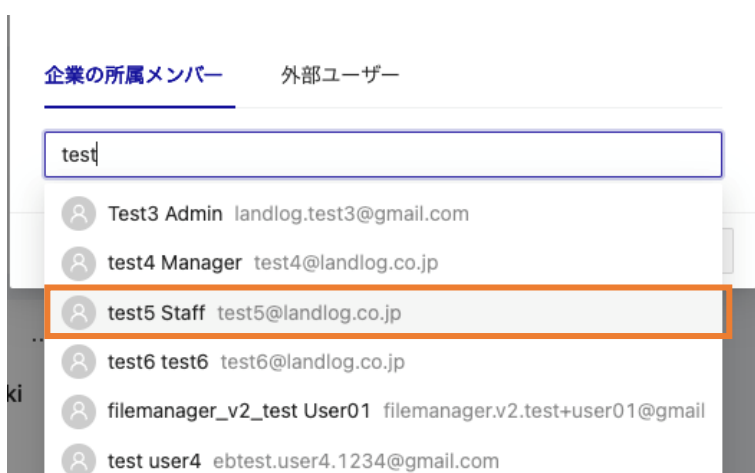 企業の所属メンバー 外部ユーザー
test
Test3 Admin landlog.test3@gmail.com
test4 Manager test4@landlog.co.jp
test5 Staff test5@landlog.co.jp
..
test6 test6 test6@landlog.co.jp
ki
filemanager_v2_test User01 filemanager.v2.test+user01@gmail
test user4 ebtest.user4.1234@gmail.com